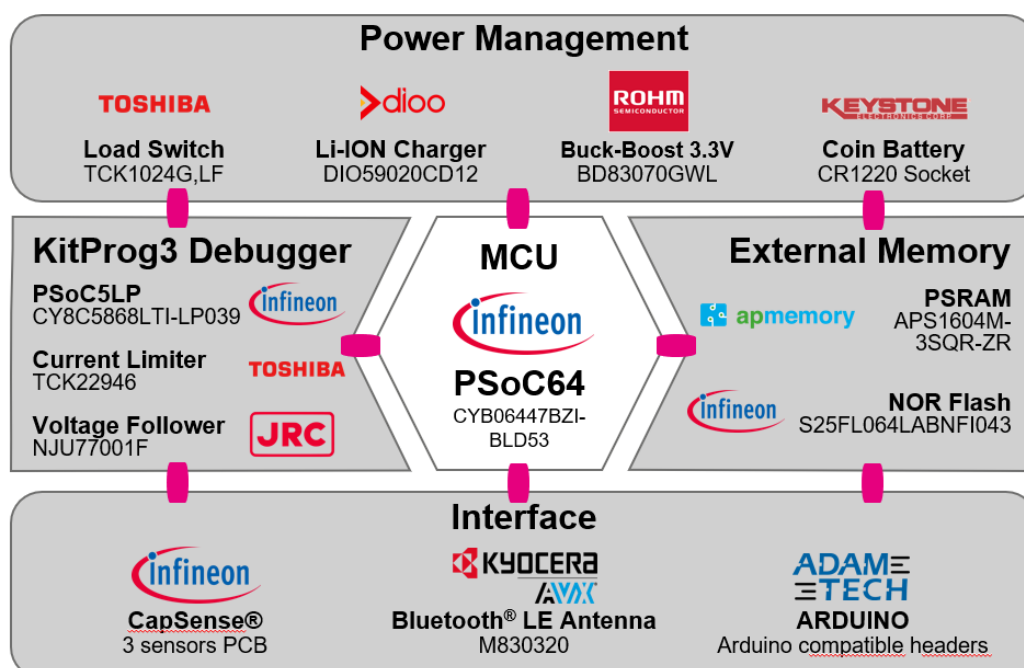 Power Management
TOSHIBA
Load Switch
TCK1024G,LF
dioo
Li-ION Charger
DIO59020CD12
ROHM
SEMICONDUCTOR
Buck-Boost 3.3V
BD83070GWL
KEYSTONE
ELECTRONICS CORP.
Coin Battery
CR1220 Socket
KitProg3 Debugger
PSoC5LP
CY8C5868LTI-LP039
infineon
Current Limiter
TCK22946
TOSHIBA
Voltage Follower
NJU77001F
JRC
MCU
infineon
PSoC64
CYB06447BZI-
BLD53
External Memory
apmemory
PSRAM
APS1604M-
3SQR-ZR
infineon
NOR Flash
S25FL064LABNFI043
Interface
infineon
CapSense®
3 sensors PCB
KYOCERA
AVX
Bluetooth® LE Antenna
M830320
ADAM
TECH
ARDUINO
Arduino compatible headers